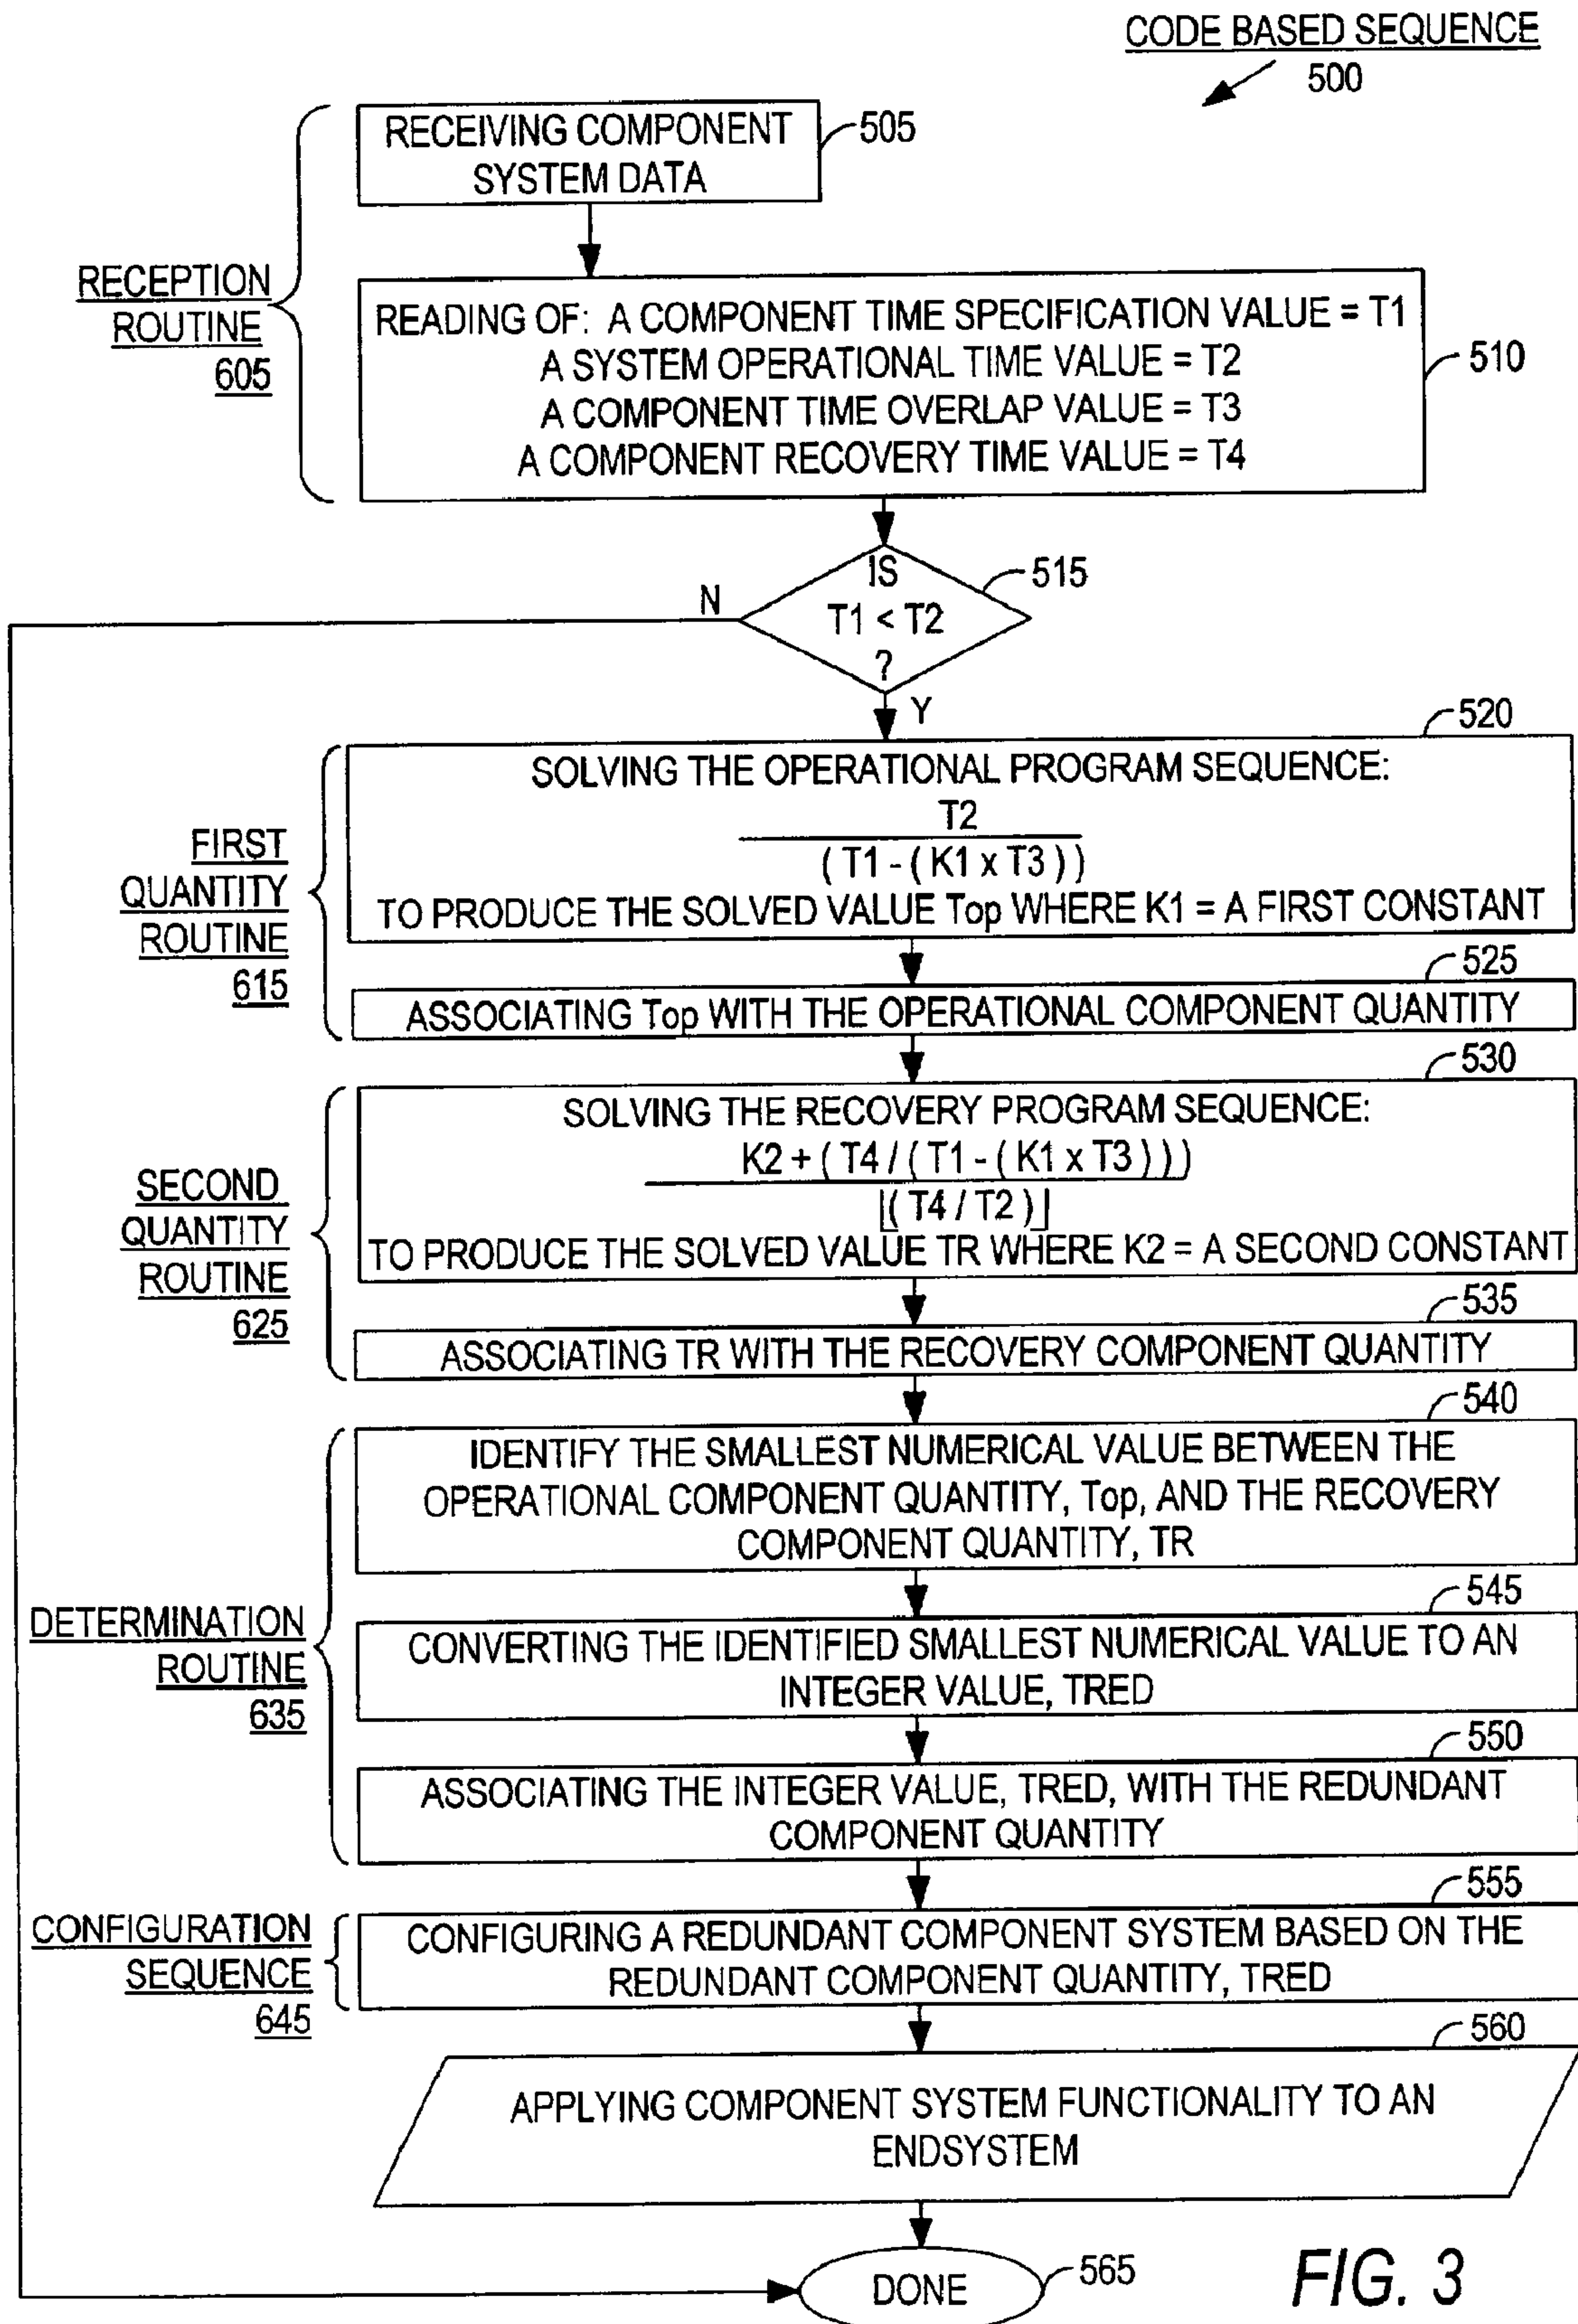 CODE BASED SEQUENCE
500
RECEIVING COMPONENT
SYSTEM DATA
505
RECEPTION
ROUTINE
605
READING OF: A COMPONENT TIME SPECIFICATION VALUE = T1
A SYSTEM OPERATIONAL TIME VALUE = T2
A COMPONENT TIME OVERLAP VALUE = T3
A COMPONENT RECOVERY TIME VALUE = T4
510
IS
T1 < T2
?
515
N
Y
520
FIRST
QUANTITY
ROUTINE
615
SOLVING THE OPERATIONAL PROGRAM SEQUENCE:
T2
( T1 - ( K1 x T3 ) )
TO PRODUCE THE SOLVED VALUE Top WHERE K1 = A FIRST CONSTANT
525
ASSOCIATING Top WITH THE OPERATIONAL COMPONENT QUANTITY
530
SECOND
QUANTITY
ROUTINE
625
SOLVING THE RECOVERY PROGRAM SEQUENCE:
K2 + ( T4 / ( T1 - ( K1 x T3 ) ) )
⌊( T4 / T2 )⌋
TO PRODUCE THE SOLVED VALUE TR WHERE K2 = A SECOND CONSTANT
535
ASSOCIATING TR WITH THE RECOVERY COMPONENT QUANTITY
540
IDENTIFY THE SMALLEST NUMERICAL VALUE BETWEEN THE
OPERATIONAL COMPONENT QUANTITY, Top, AND THE RECOVERY
COMPONENT QUANTITY, TR
DETERMINATION
ROUTINE
635
545
CONVERTING THE IDENTIFIED SMALLEST NUMERICAL VALUE TO AN
INTEGER VALUE, TRED
550
ASSOCIATING THE INTEGER VALUE, TRED, WITH THE REDUNDANT
COMPONENT QUANTITY
555
CONFIGURATION
SEQUENCE
645
CONFIGURING A REDUNDANT COMPONENT SYSTEM BASED ON THE
REDUNDANT COMPONENT QUANTITY, TRED
560
APPLYING COMPONENT SYSTEM FUNCTIONALITY TO AN
ENDSYSTEM
DONE
565
FIG. 3